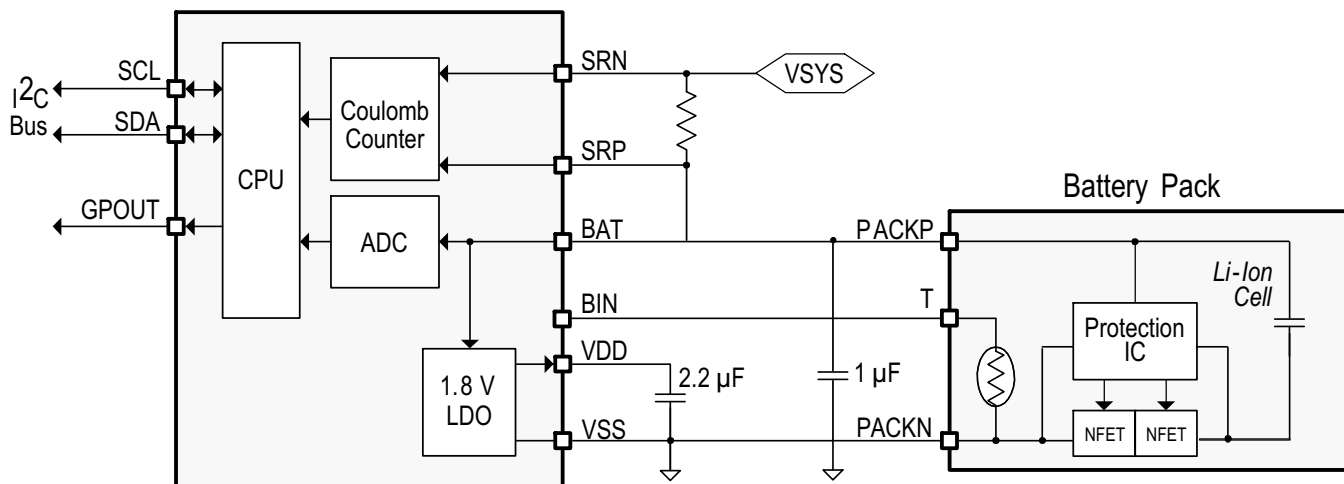 I2C
Bus
SCL
SDA
GPOUT
CPU
Coulomb
Counter
ADC
1.8 V
LDO
SRN
SRP
BAT
BIN
VDD
VSS
VSYS
2.2 µF
1 µF
Battery Pack
PACKP
T
PACKN
Li-Ion
Cell
Protection
IC
NFET NFET